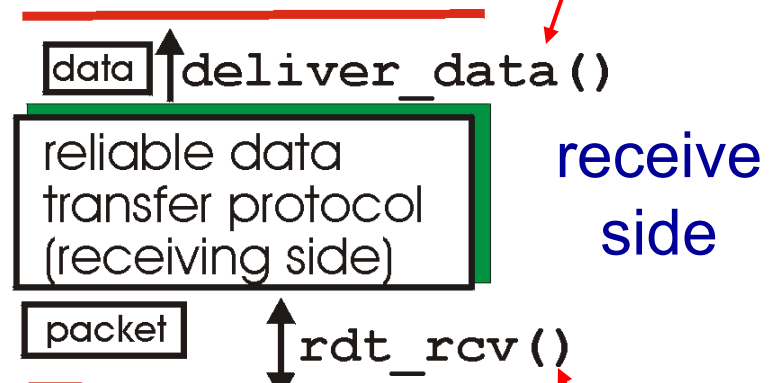 data deliver_data()
reliable data
transfer protocol
(receiving side)
receive
side
packet rdt_rcv()